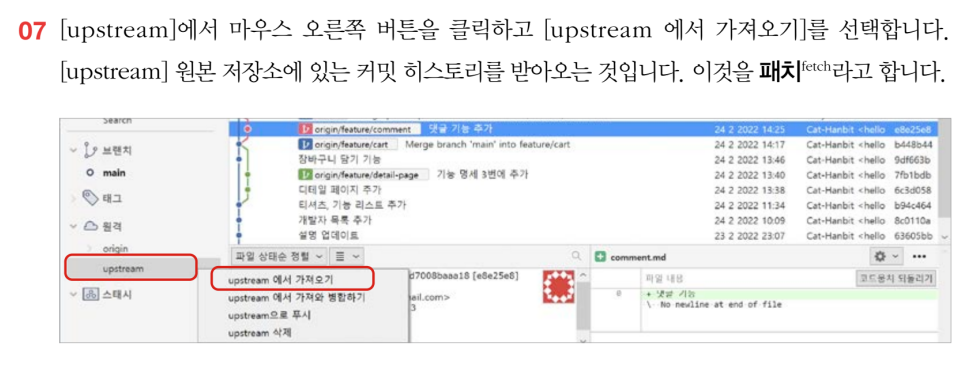 07 [upstream]에서 마우스 오른쪽 버튼을 클릭하고 [upstream 에서 가져오기]를 선택합니다.
[upstream] 원본 저장소에 있는 커밋 히스토리를 받아오는 것입니다. 이것을 패치fetch라고 합니다.
Search
브랜치
main
태그
원격
origin
upstream
스태시
origin/feature/comment 댓글 기능 추가 24 2 2022 14:25 Cat-Hanbit <hello e8e25e8
origin/feature/cart Merge branch 'main' into feature/cart 24 2 2022 14:17 Cat-Hanbit <hello b448b44
장바구니 담기 기능 24 2 2022 13:46 Cat-Hanbit <hello 9df663b
origin/feature/detail-page 기능 명세 3번에 추가 24 2 2022 13:40 Cat-Hanbit <hello 7fb1bdb
디테일 페이지 추가 24 2 2022 13:38 Cat-Hanbit <hello 6c3d058
티셔츠, 기능 리스트 추가 24 2 2022 11:34 Cat-Hanbit <hello b94c464
개발자 목록 추가 24 2 2022 10:09 Cat-Hanbit <hello 8c0110a
설명 업데이트 23 2 2022 23:07 Cat-Hanbit <hello 63605bb
파일 상태순 정렬
upstream 에서 가져오기
upstream 에서 가져와 병합하기
upstream으로 푸시
upstream 삭제
d7008baaa18 [e8e25e8]
ail.com>
3
comment.md
파일 내용 코드뭉치 되돌리기
+ 댓글 기능
\ No newline at end of file